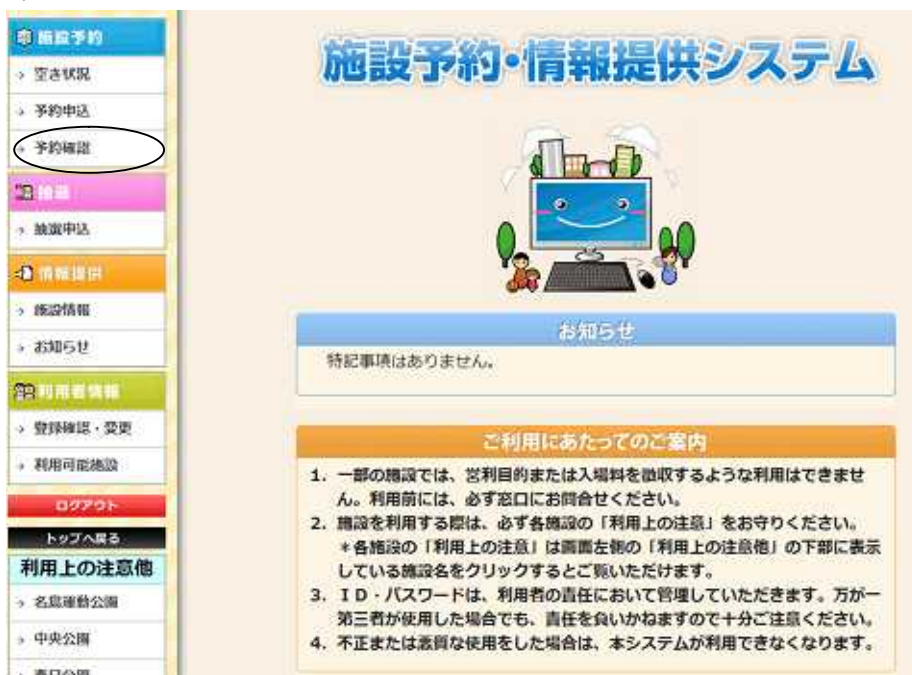 施設予約
空き状況
予約申込
予約確認
抽選
抽選申込
情報提供
施設情報
お知らせ
利用者情報
登録確認・変更
利用可能施設
ログアウト
トップへ戻る
利用上の注意他
名島運動公園
中央公園
春日公園
施設予約・情報提供システム
お知らせ
特記事項はありません。
ご利用にあたってのご案内
1. 一部の施設では、営利目的または入場料を徴収するような利用はできませ
ん。利用前には、必ず窓口にお問合せください。
2. 施設を利用する際は、必ず各施設の「利用上の注意」をお守りください。
＊各施設の「利用上の注意」は画面左側の「利用上の注意他」の下部に表示
している施設名をクリックするとご覧いただけます。
3. ＩＤ・パスワードは、利用者の責任において管理していただきます。万が一
第三者が使用した場合でも、責任を負いかねますので十分ご注意ください。
4. 不正または悪質な使用をした場合は、本システムが利用できなくなります。